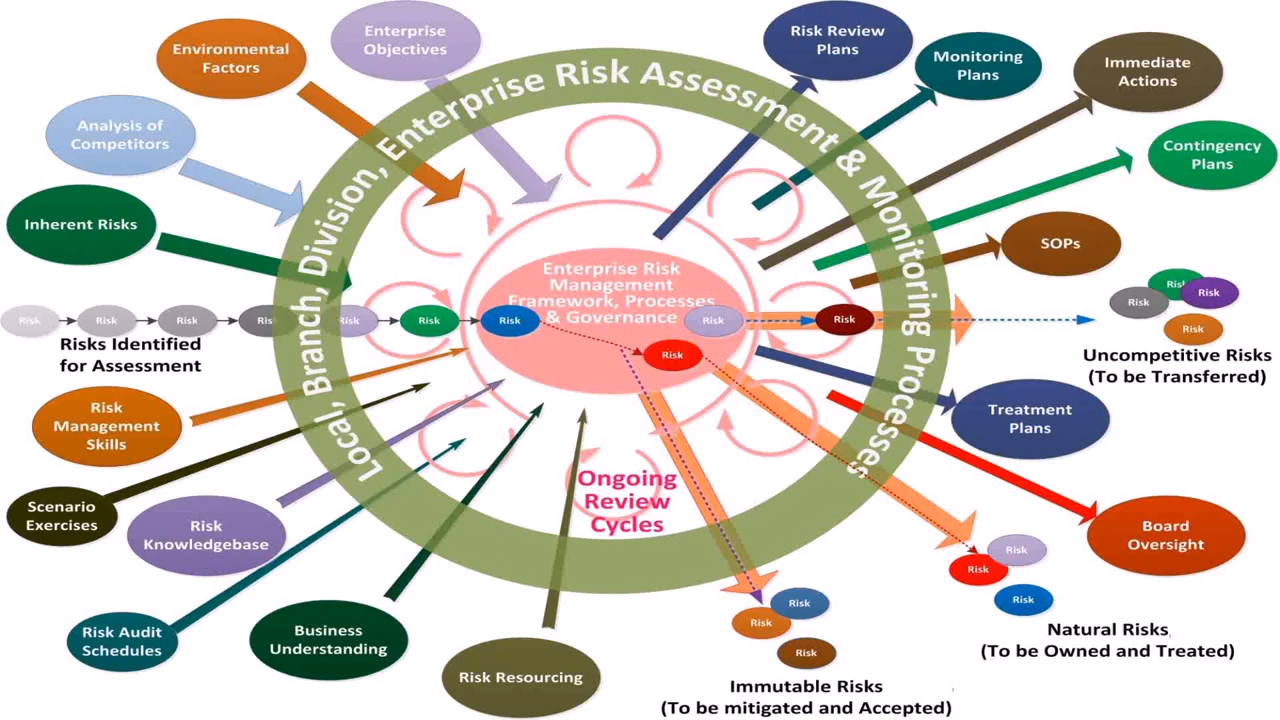 Environmental
Factors
Enterprise
Objectives
Risk Review
Plans
Monitoring
Plans
Immediate
Actions
Analysis of
Competitors
Contingency
Plans
Inherent Risks
SOPs
Local, Branch, Division, Enterprise Risk Assessment & Monitoring Processes
Enterprise Risk
Management
Framework, Processes
& Governance
Risk
Risk
Risk
Risk
Risk
Risk
Risk
Risk
Risk
Risk
Risk
Risk
Risk
Risk
Risks Identified
for Assessment
Uncompetitive Risks
(To be Transferred)
Risk
Management
Skills
Treatment
Plans
Scenario
Exercises
Risk
Knowledgebase
Ongoing
Review
Cycles
Board
Oversight
Risk
Risk
Risk
Natural Risks
(To be Owned and Treated)
Risk Audit
Schedules
Business
Understanding
Risk Resourcing
Risk
Risk
Risk
Immutable Risks
(To be mitigated and Accepted)